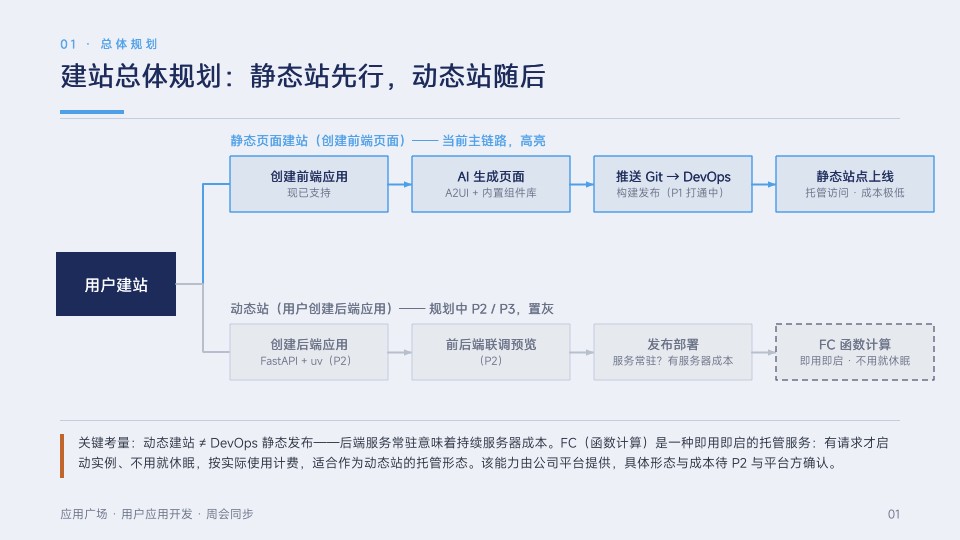 01 · 总体规划
建站总体规划：静态站先行，动态站随后
静态页面建站（创建前端页面）—— 当前主链路，高亮
创建前端应用
现已支持
AI 生成页面
A2UI + 内置组件库
推送 Git → DevOps
构建发布（P1 打通中）
静态站点上线
托管访问 · 成本极低
用户建站
动态站（用户创建后端应用）—— 规划中 P2 / P3，置灰
创建后端应用
FastAPI + uv（P2）
前后端联调预览
（P2）
发布部署
服务常驻？有服务器成本
FC 函数计算
即用即启 · 不用就休眠
关键考量：动态建站 ≠ DevOps 静态发布——后端服务常驻意味着持续服务器成本。FC（函数计算）是一种即用即启的托管服务：有请求才启
动实例、不用就休眠，按实际使用计费，适合作为动态站的托管形态。该能力由公司平台提供，具体形态与成本待 P2 与平台方确认。
应用广场 · 用户应用开发 · 周会同步
01